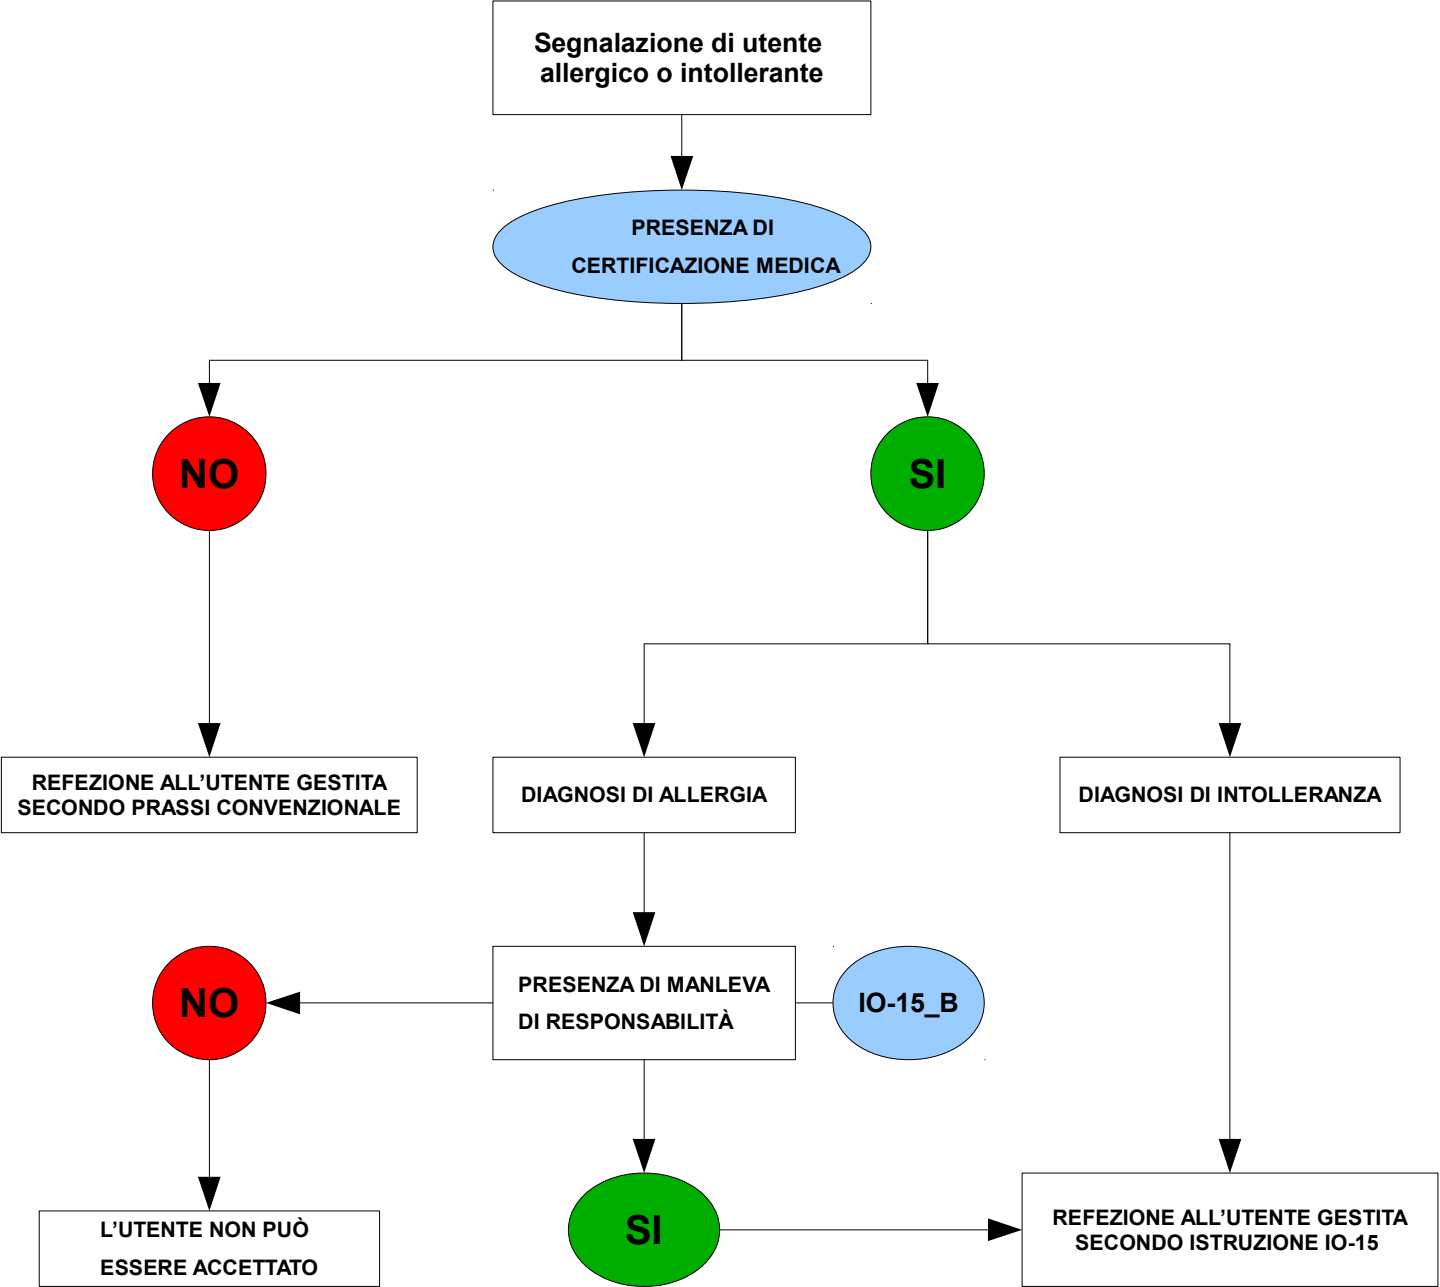 Segnalazione di utente
allergico o intollerante
PRESENZA DI
CERTIFICAZIONE MEDICA
NO
SI
REFEZIONE ALL’UTENTE GESTITA
SECONDO PRASSI CONVENZIONALE
DIAGNOSI DI ALLERGIA
DIAGNOSI DI INTOLLERANZA
NO
PRESENZA DI MANLEVA
DI RESPONSABILITÀ
IO-15_B
L’UTENTE NON PUÒ
ESSERE ACCETTATO
SI
REFEZIONE ALL’UTENTE GESTITA
SECONDO ISTRUZIONE IO-15